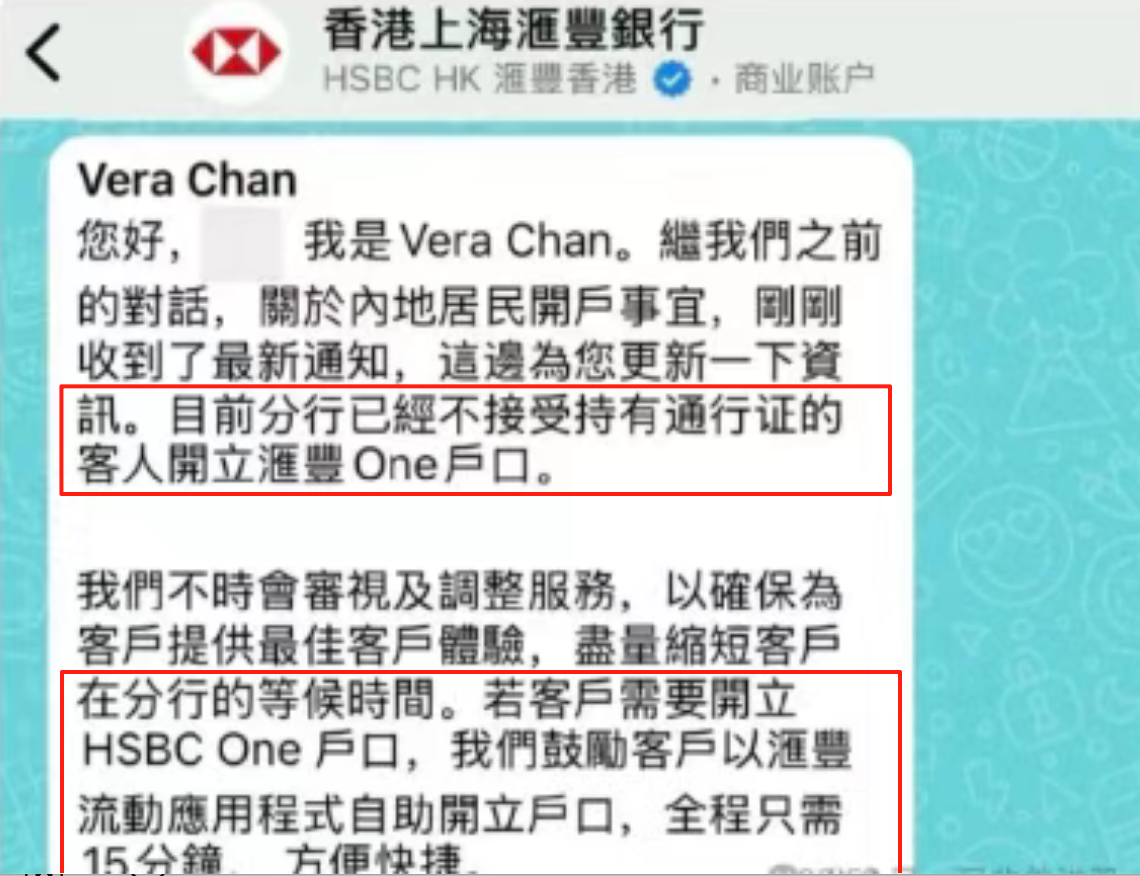 香港上海滙豐銀行
HSBC HK 滙豐香港 · 商业账户
Vera Chan
您好, 我是Vera Chan。繼我們之前
的對話，關於內地居民開戶事宜，剛剛
收到了最新通知，這邊為您更新一下資
訊。目前分行已經不接受持有通行证的
客人開立滙豐One戶口。
我們不時會審視及調整服務，以確保為
客戶提供最佳客戶體驗，盡量縮短客戶
在分行的等候時間。若客戶需要開立
HSBC One 戶口，我們鼓勵客戶以滙豐
流動應用程式自助開立戶口，全程只需
15分鐘、方便快捷。